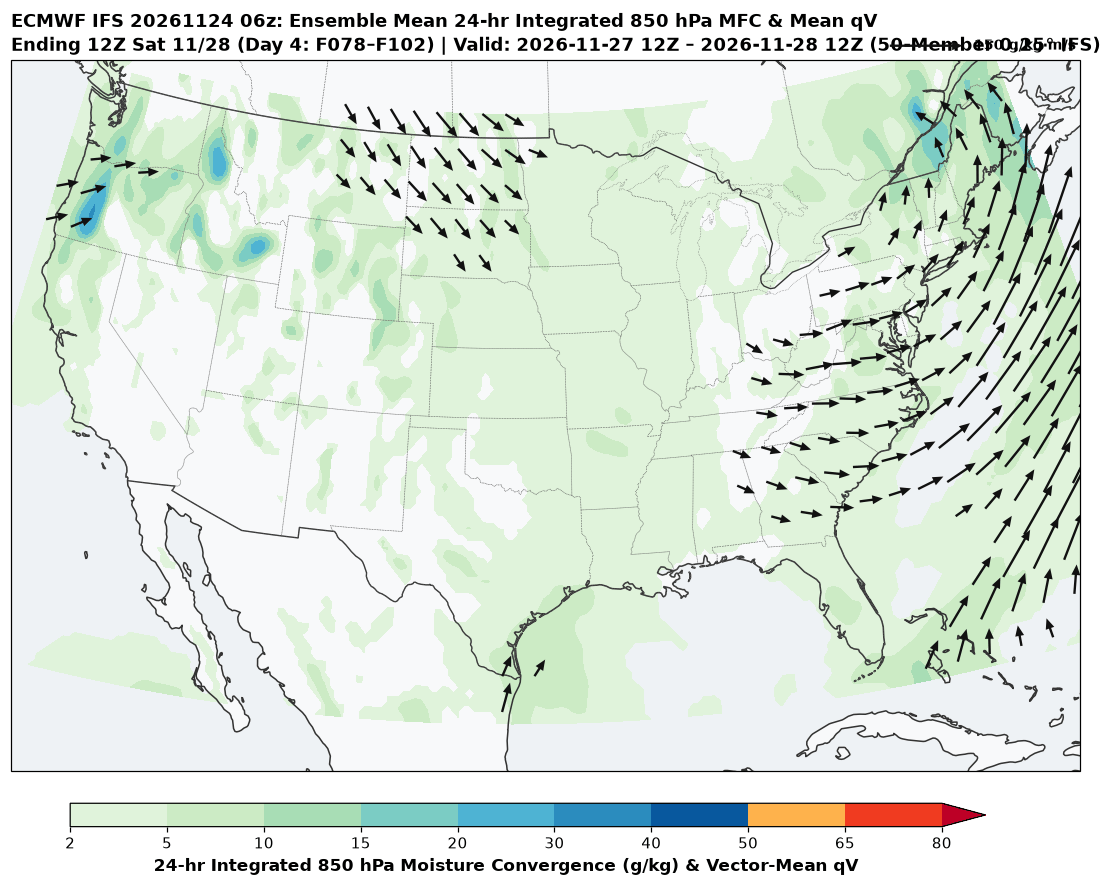 ECMWF IFS 20261124 06z: Ensemble Mean 24-hr Integrated 850 hPa MFC & Mean qV
Ending 12Z Sat 11/28 (Day 4: F078–F102) | Valid: 2026-11-27 12Z – 2026-11-28 12Z (50-Member 0.25° IFS)
2 5 10 15 20 30 40 50 65 80
24-hr Integrated 850 hPa Moisture Convergence (g/kg) & Vector-Mean qV